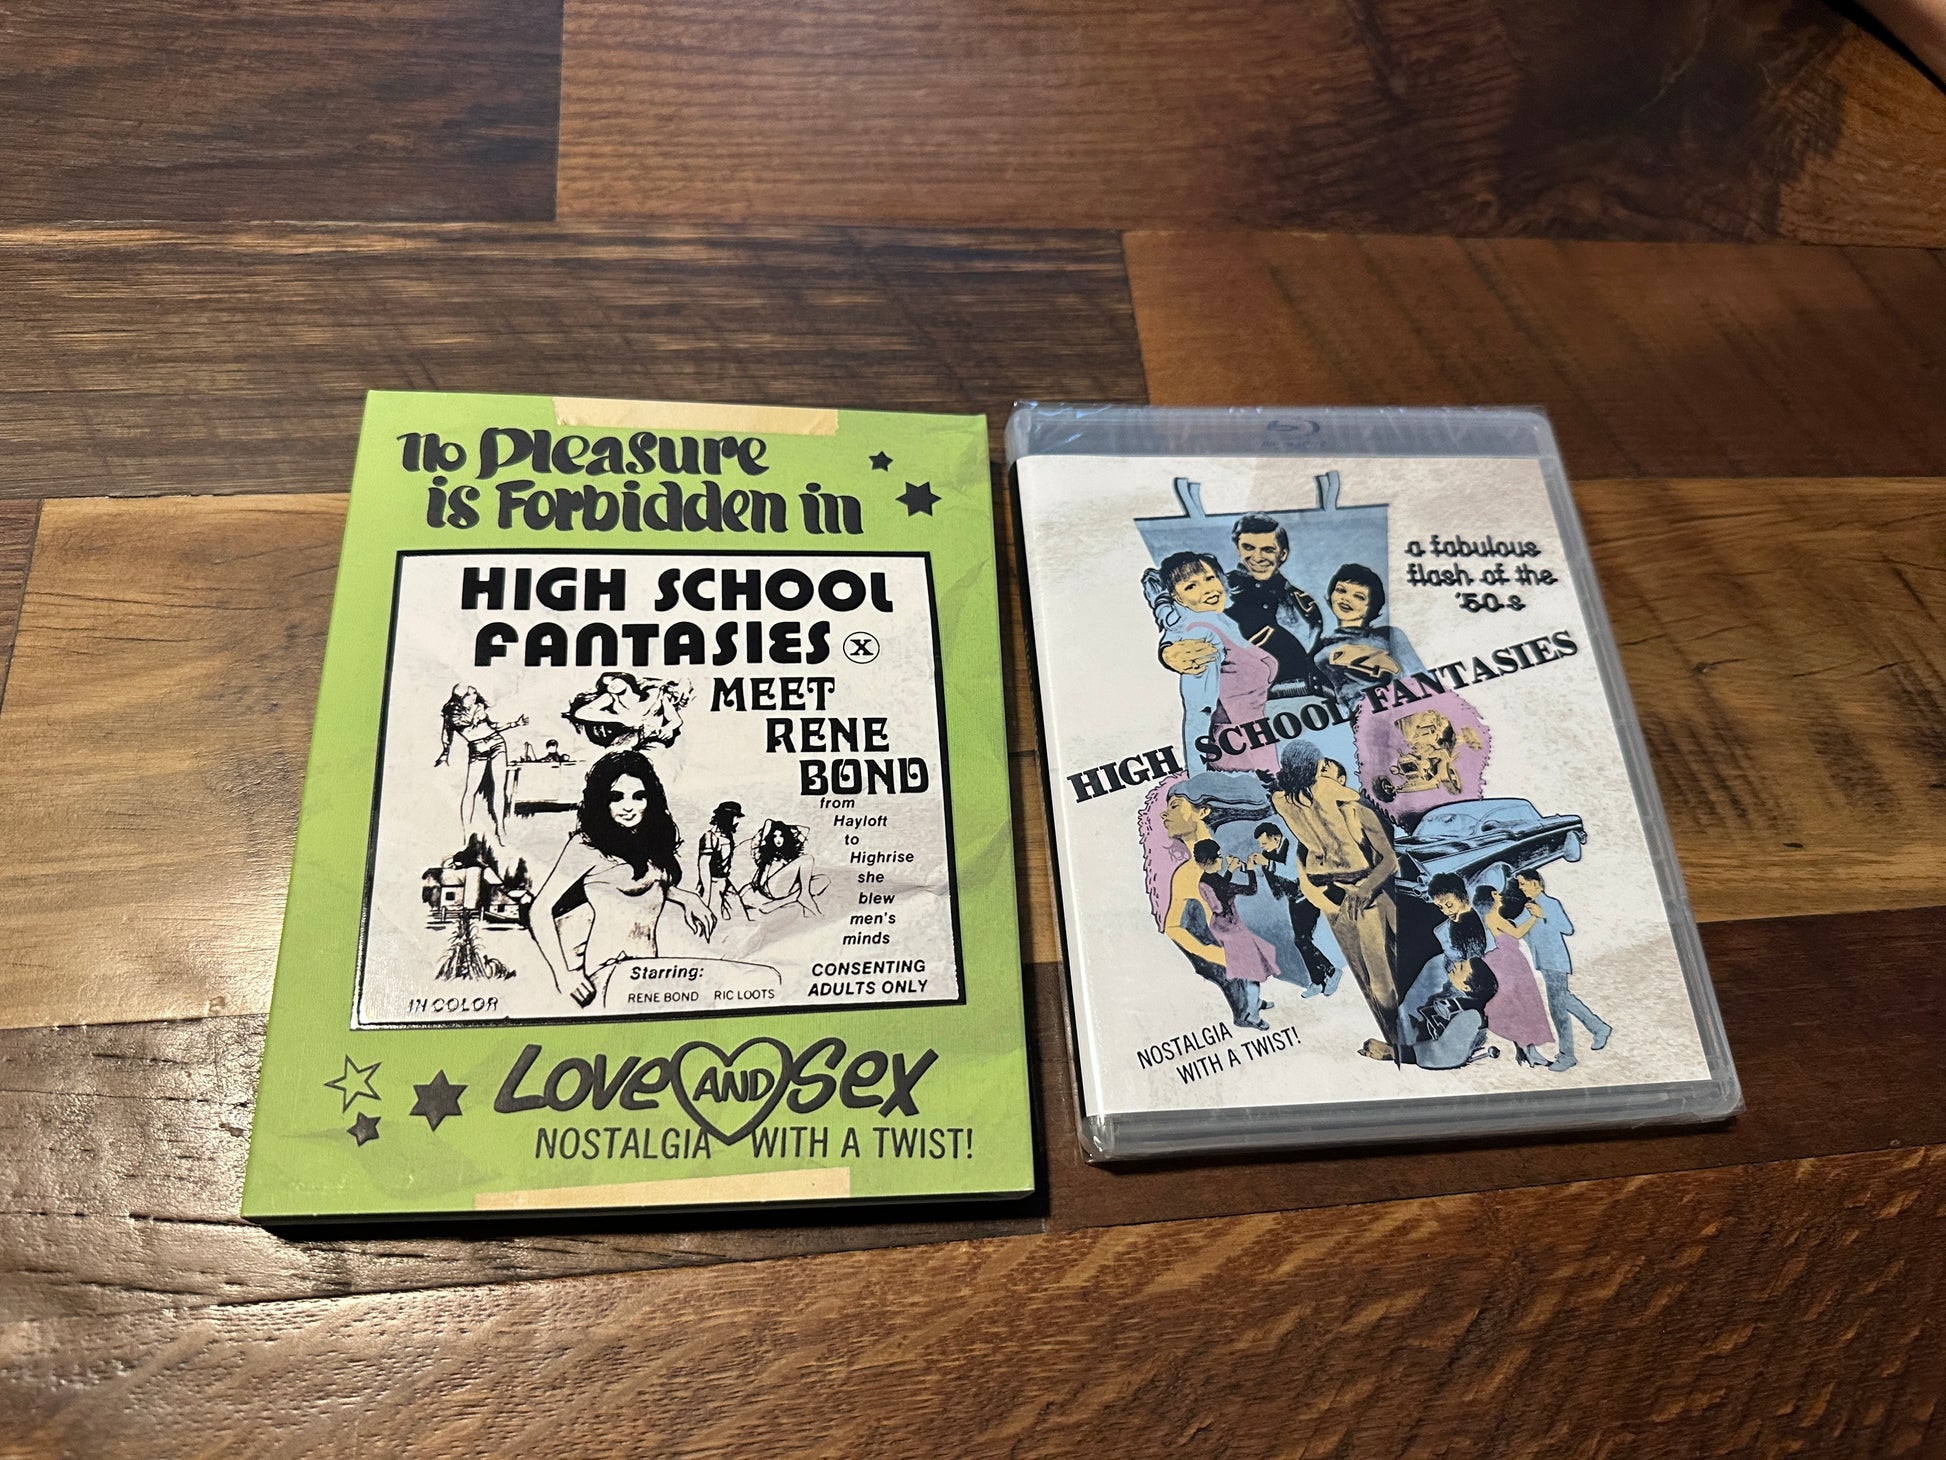 No Pleasure
is Forbidden in
HIGH SCHOOL
FANTASIES X
MEET
RENE
BOND
from
Hayloft
to
Highrise
she
blew
men's
minds
Starring:
RENE BOND RIC LOOTS
CONSENTING
ADULTS ONLY
IN COLOR
LOVE AND SEX
NOSTALGIA WITH A TWIST!
a fabulous
flash of the
'50s
HIGH SCHOOL FANTASIES
NOSTALGIA
WITH A TWIST!